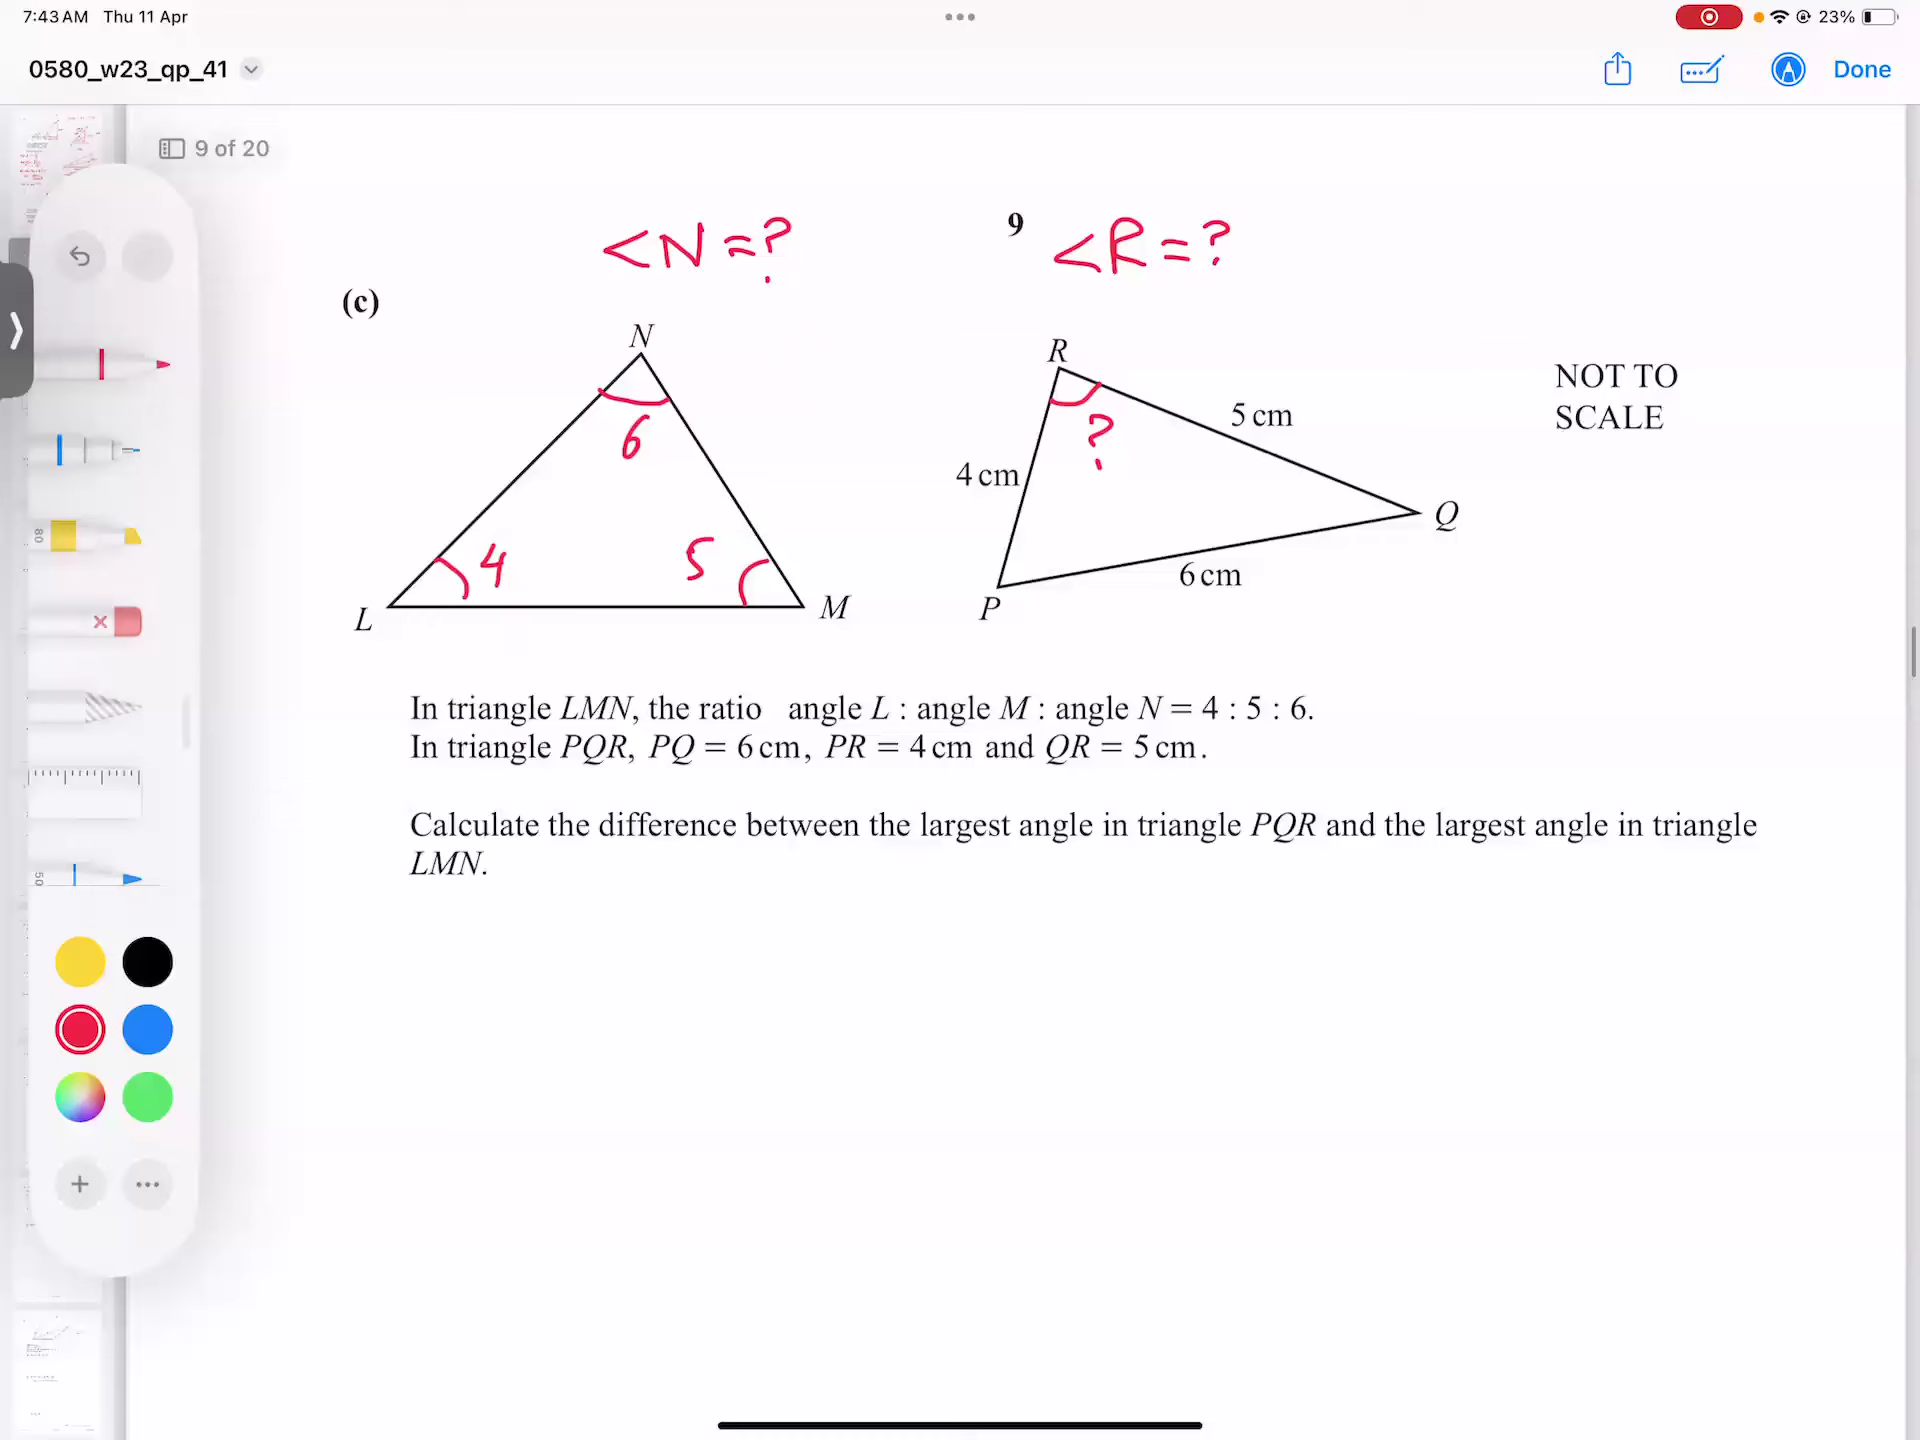 7:43 AM Thu 11 Apr
23%
0580_w23_qp_41
Done
9 of 20
9
<N=?
<R=?
(c)
N
6
4
5
L
M
R
?
5 cm
4 cm
Q
6 cm
P
NOT TO
SCALE
In triangle LMN, the ratio angle L : angle M : angle N = 4 : 5 : 6.
In triangle PQR, PQ = 6 cm, PR = 4 cm and QR = 5 cm.
Calculate the difference between the largest angle in triangle PQR and the largest angle in triangle
LMN.
80
50